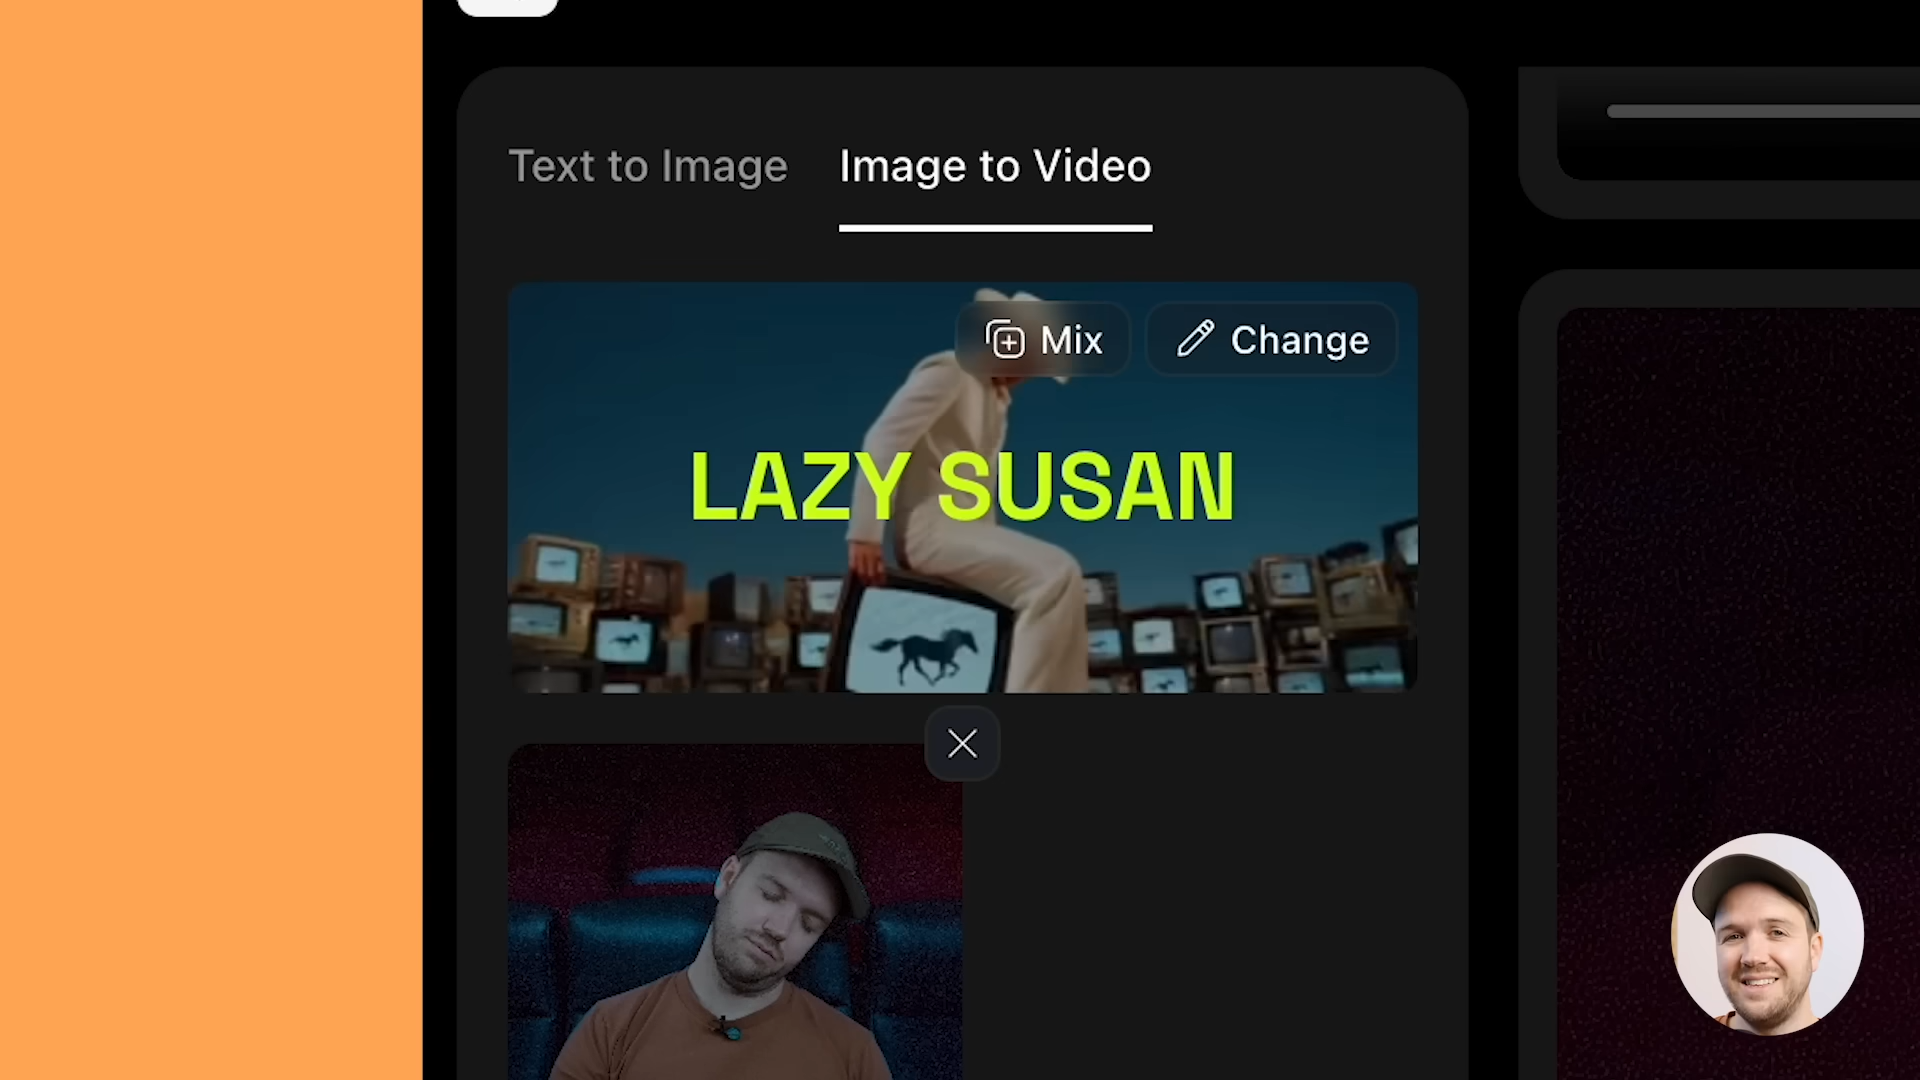 Text to Image
Image to Video
Mix
Change
LAZY SUSAN